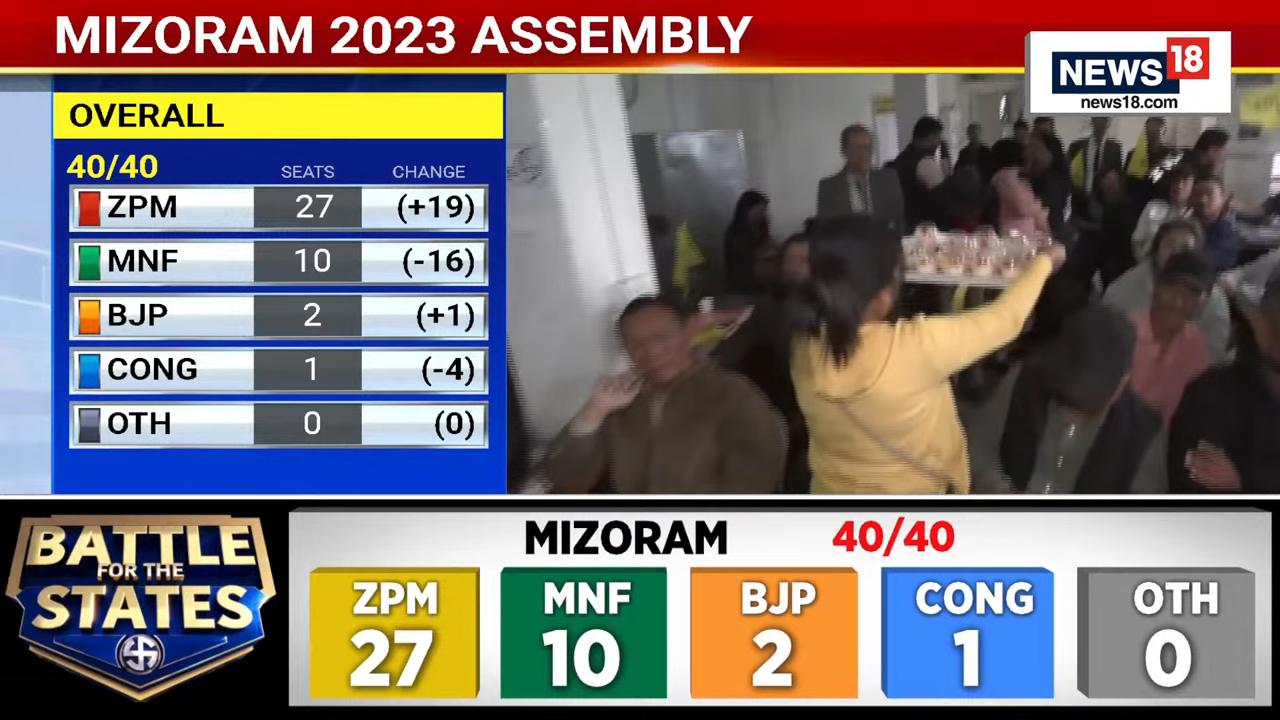 MIZORAM 2023 ASSEMBLY
NEWS 18
news18.com
OVERALL
40/40 SEATS CHANGE
ZPM 27 (+19)
MNF 10 (-16)
BJP 2 (+1)
CONG 1 (-4)
OTH 0 (0)
BATTLE
FOR THE
STATES
MIZORAM 40/40
ZPM MNF BJP CONG OTH
27 10 2 1 0